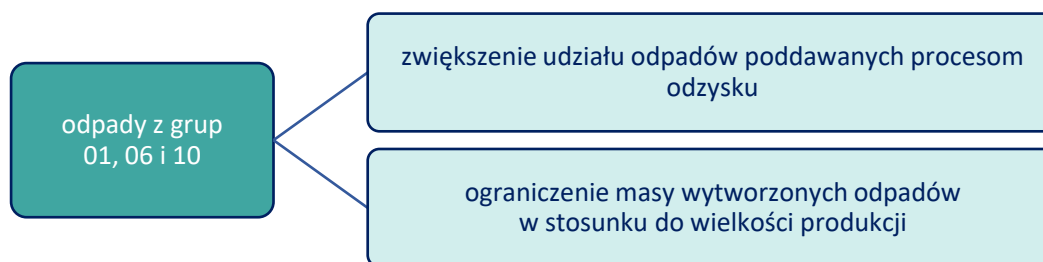 odpady z grup
01, 06 i 10
zwiększenie udziału odpadów poddawanych procesom
odzysku
ograniczenie masy wytworzonych odpadów
w stosunku do wielkości produkcji